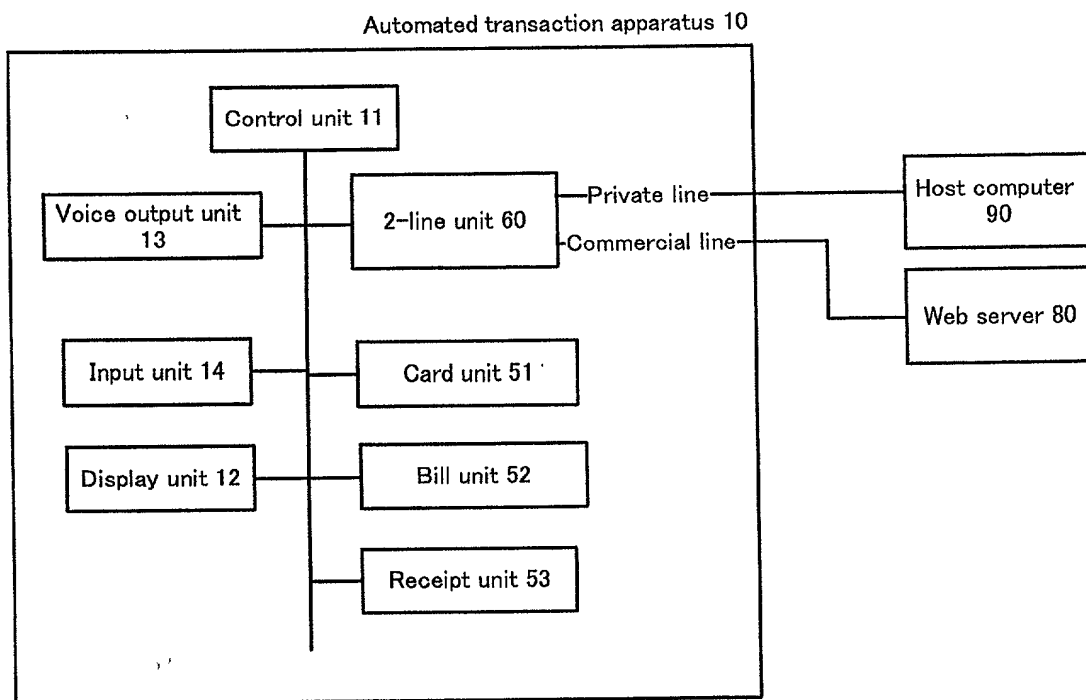 Automated transaction apparatus 10
Control unit 11
Voice output unit
13
2-line unit 60
Private line
Commercial line
Host computer
90
Web server 80
Input unit 14
Card unit 51
Display unit 12
Bill unit 52
Receipt unit 53